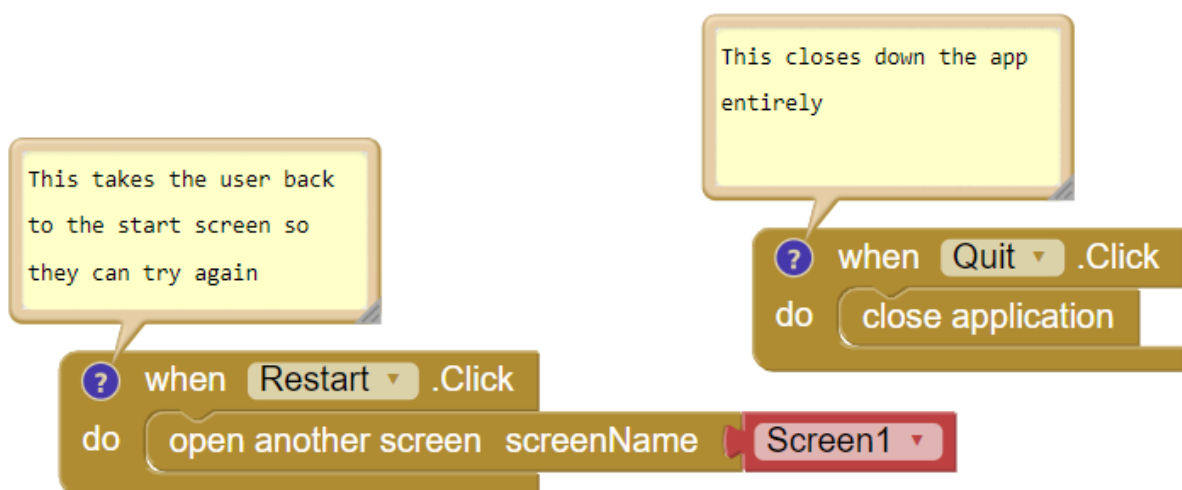 This closes down the app
entirely
This takes the user back
to the start screen so
they can try again
? when Quit .Click
do close application
? when Restart .Click
do open another screen screenName Screen1